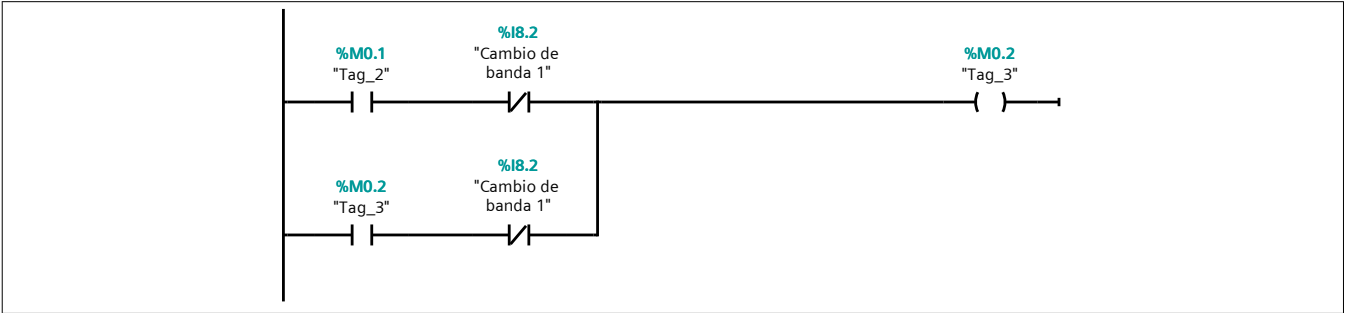 %M0.1
"Tag_2"
%I8.2
"Cambio de
banda 1"
%M0.2
"Tag_3"
%M0.2
"Tag_3"
%I8.2
"Cambio de
banda 1"